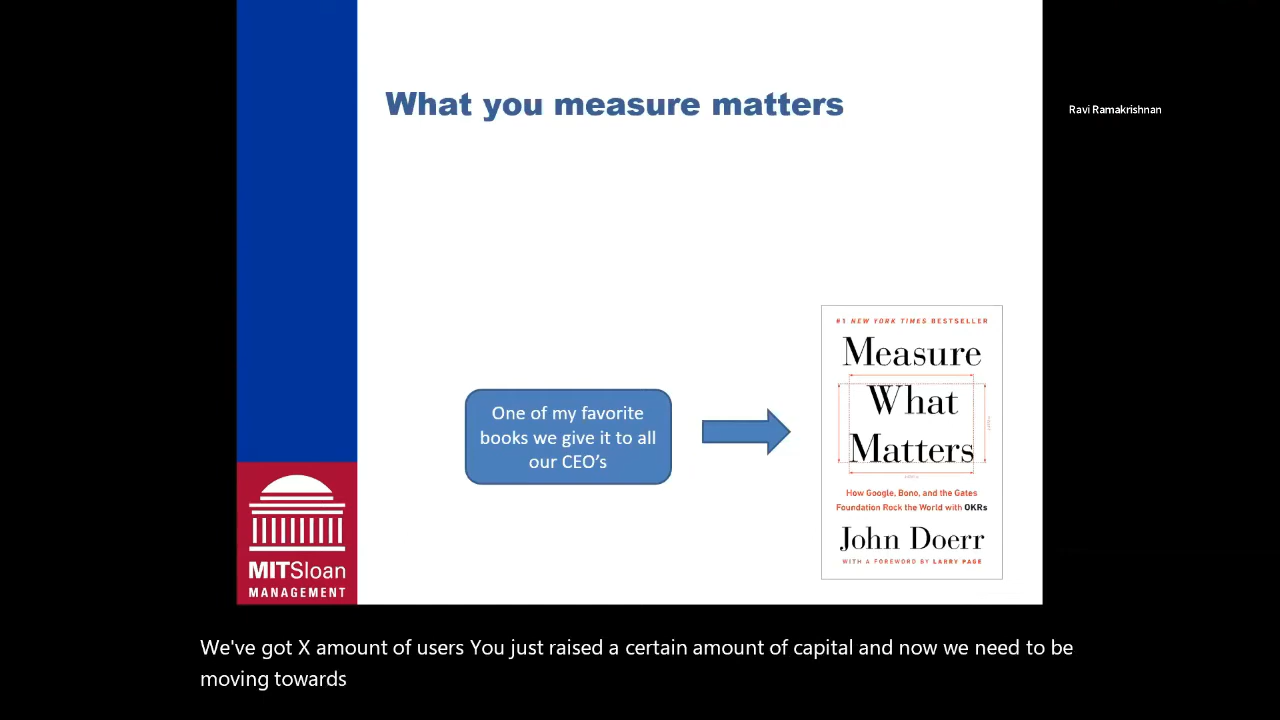 What you measure matters
Ravi Ramakrishnan
#1 NEW YORK TIMES BESTSELLER
Measure
What
Matters
How Google, Bono, and the Gates
Foundation Rock the World with OKRs
John Doerr
WITH A FOREWORD BY LARRY PAGE
One of my favorite
books we give it to all
our CEO's
MITSloan
MANAGEMENT
We've got X amount of users You just raised a certain amount of capital and now we need to be
moving towards